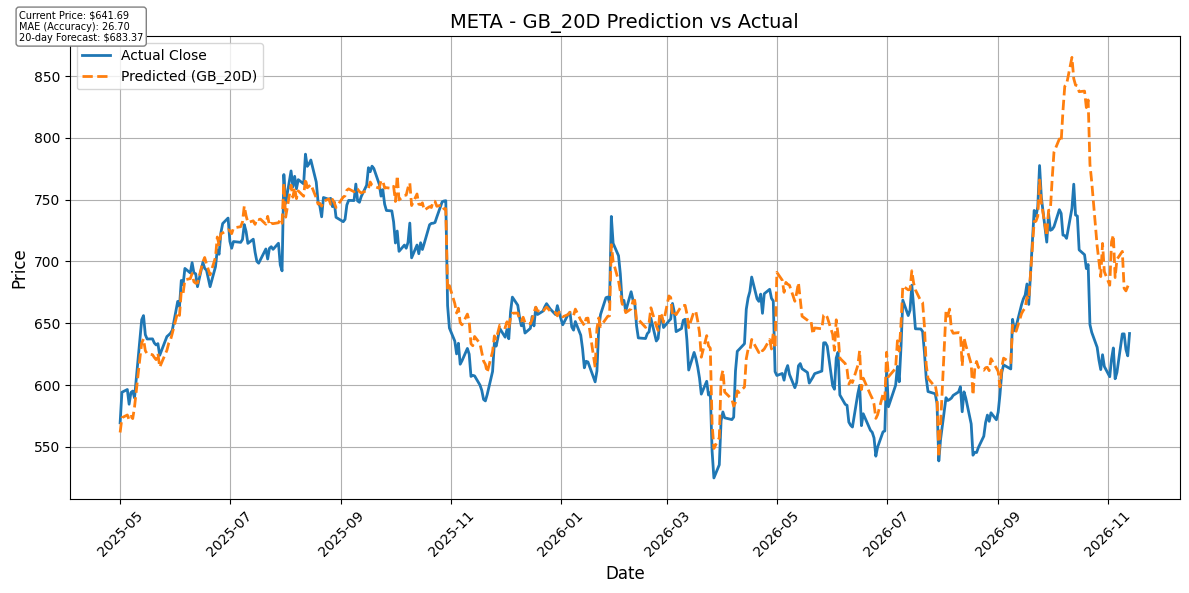 META - GB_20D Prediction vs Actual
Current Price: $641.69
MAE (Accuracy): 26.70
20-day Forecast: $683.37
Actual Close
Predicted (GB_20D)
Price
850
800
750
700
650
600
550
2025-05
2025-07
2025-09
2025-11
2026-01
2026-03
2026-05
2026-07
2026-09
2026-11
Date